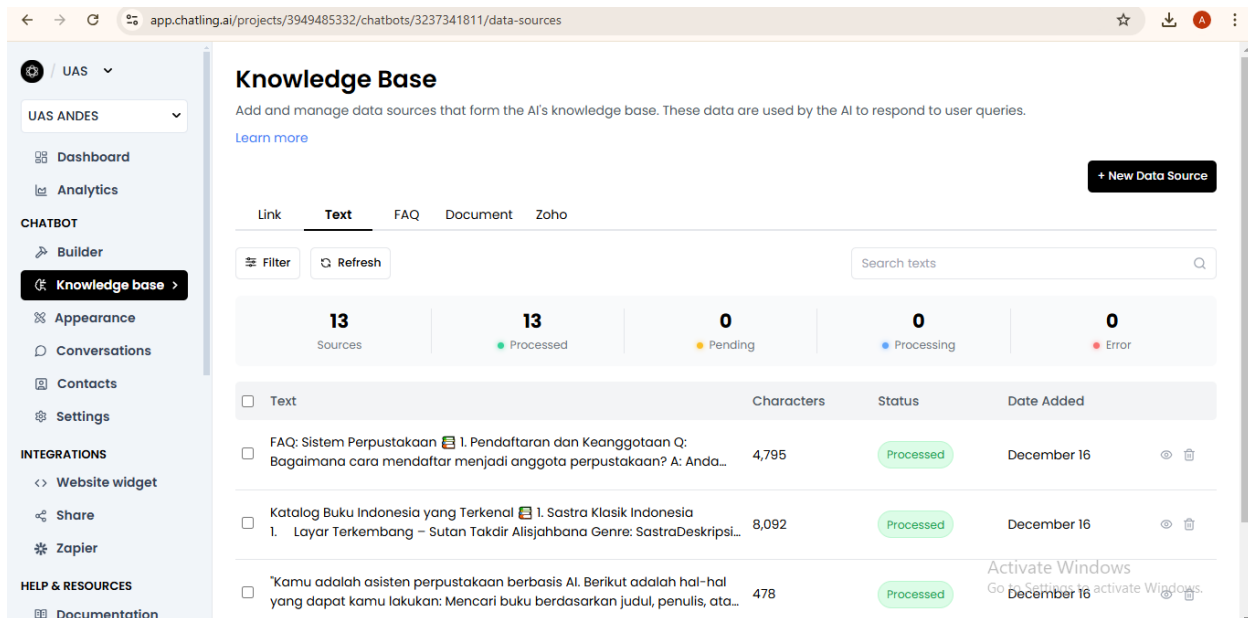 app.chatling.ai/projects/3949485332/chatbots/3237341811/data-sources
A
/ UAS
UAS ANDES
Dashboard
Analytics
CHATBOT
Builder
Knowledge base
Appearance
Conversations
Contacts
Settings
INTEGRATIONS
Website widget
Share
Zapier
HELP & RESOURCES
Documentation
Knowledge Base
Add and manage data sources that form the AI's knowledge base. These data are used by the AI to respond to user queries.
Learn more
+ New Data Source
Link Text FAQ Document Zoho
Filter Refresh Search texts
13 13 0 0 0
Sources Processed Pending Processing Error
Text Characters Status Date Added
FAQ: Sistem Perpustakaan 📚 1. Pendaftaran dan Keanggotaan Q:
Bagaimana cara mendaftar menjadi anggota perpustakaan? A: Anda...
4,795 Processed December 16
Katalog Buku Indonesia yang Terkenal 📚 1. Sastra Klasik Indonesia
1. Layar Terkembang – Sutan Takdir Alisjahbana Genre: SastraDeskripsi...
8,092 Processed December 16
"Kamu adalah asisten perpustakaan berbasis AI. Berikut adalah hal-hal
yang dapat kamu lakukan: Mencari buku berdasarkan judul, penulis, ata...
478 Processed December 16
Activate Windows
Go to Settings to activate Windows.